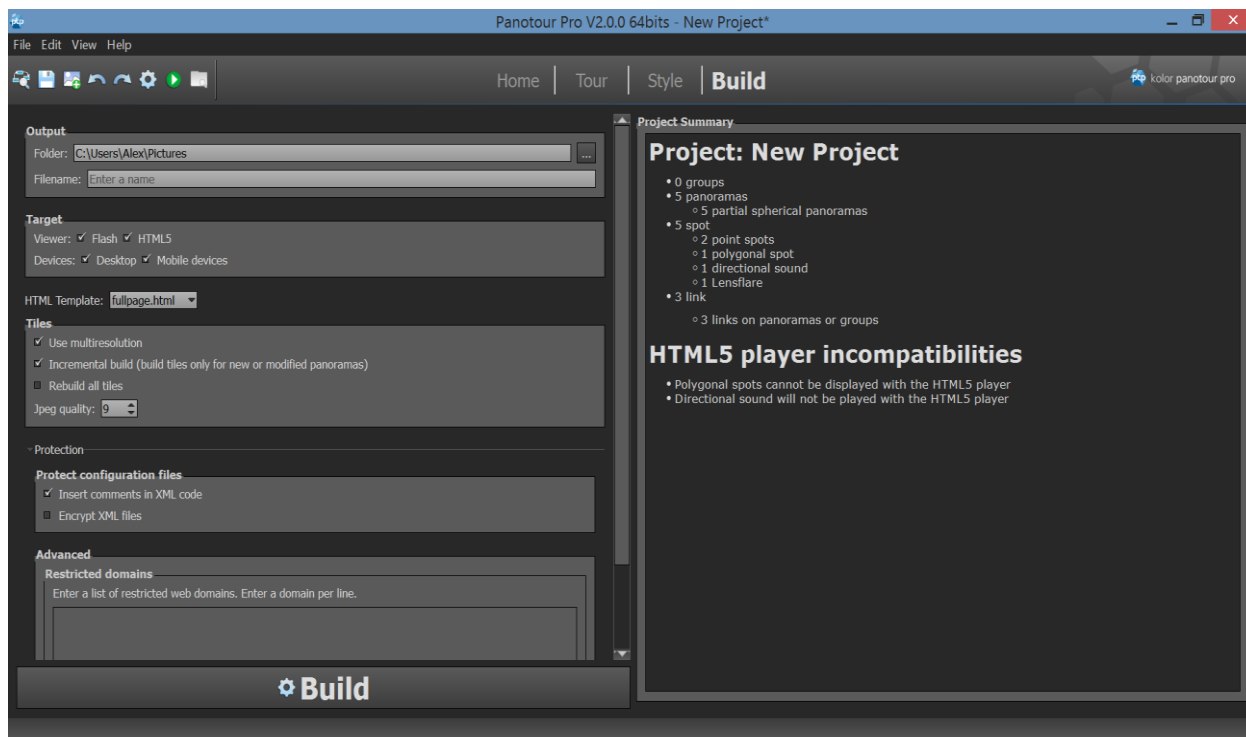 Panotour Pro V2.0.0 64bits - New Project*
File Edit View Help
Home Tour Style Build
kolor panotour pro
Output
Folder: C:\Users\Alex\Pictures ...
Filename: Enter a name
Target
Viewer: Flash HTML5
Devices: Desktop Mobile devices
HTML Template: fullpage.html
Tiles
Use multiresolution
Incremental build (build tiles only for new or modified panoramas)
Rebuild all tiles
Jpeg quality: 9
Protection
Protect configuration files
Insert comments in XML code
Encrypt XML files
Advanced
Restricted domains
Enter a list of restricted web domains. Enter a domain per line.
Build
Project Summary
Project: New Project
• 0 groups
• 5 panoramas
◦ 5 partial spherical panoramas
• 5 spot
◦ 2 point spots
◦ 1 polygonal spot
◦ 1 directional sound
◦ 1 Lensflare
• 3 link
◦ 3 links on panoramas or groups
HTML5 player incompatibilities
• Polygonal spots cannot be displayed with the HTML5 player
• Directional sound will not be played with the HTML5 player